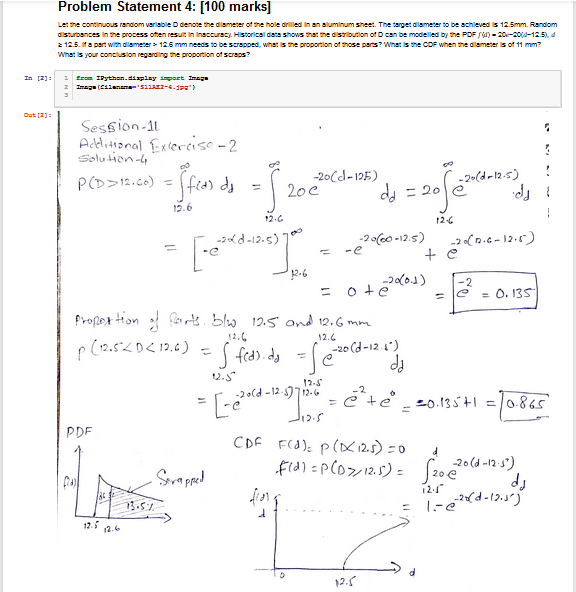 Problem Statement 4: [100 marks]
Let the continuous random variable D denote the diameter of the hole drilled in an aluminum sheet. The target diameter to be achieved is 12.5mm. Random
disturbances in the process often result in inaccuracy. Historical data shows that the distribution of D can be modelled by the PDF f(d) = 20e−20(d−12.5), d
≥ 12.5. If a part with diameter > 12.6 mm needs to be scrapped, what is the proportion of those parts? What is the CDF when the diameter is of 11 mm?
What is your conclusion regarding the proportion of scraps?
In [2]:
1 from IPython.display import Image
2 Image(filename='S11AE2-4.jpg')
3
Out[2]:
Session-11
Additional Exercise - 2
Solution-4
P(D>12.60) = ∫_{12.6}^{∞} f(d) dd = ∫_{12.6}^{∞} 20e^{-20(d-125)} dd = 20 ∫_{12.6}^{∞} e^{-20(d-12.5)} dd
= [-e^{-20(d-12.5)}]_{12.6}^{∞} = -e^{-20(∞-12.5)} + e^{-20(12.6-12.5)}
= 0 + e^{-20(0.1)} = e^{-2} = 0.135
Proportion of Parts b/w 12.5 and 12.6 mm
P(12.5<D<12.6) = ∫_{12.5}^{12.6} f(d).dd = ∫_{12.5}^{12.6} e^{-20(d-12.5)} dd
= [-e^{-20(d-12.5)}]_{12.5}^{12.6} = -e^{-2}+e^{0} = -0.135+1 = 0.865
PDF
CDF F(d)= P(D<12.5) = 0
F(d) = P(D≥12.5) = ∫_{12.5}^{d} 20e^{-20(d-12.5)} dd
= 1-e^{-20(d-12.5)}
f(d)
Scrapped
13.5%
12.5 12.6
f(d)
1
0
12.5
d